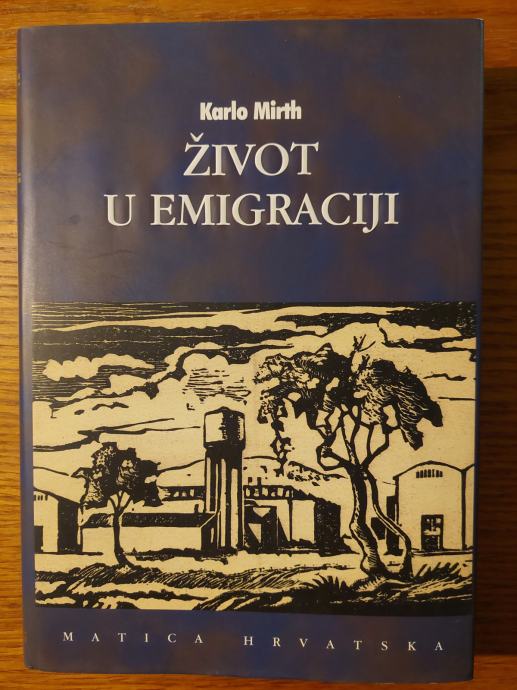 Karlo Mirth
ŽIVOT
U EMIGRACIJI
MATICA HRVATSKA